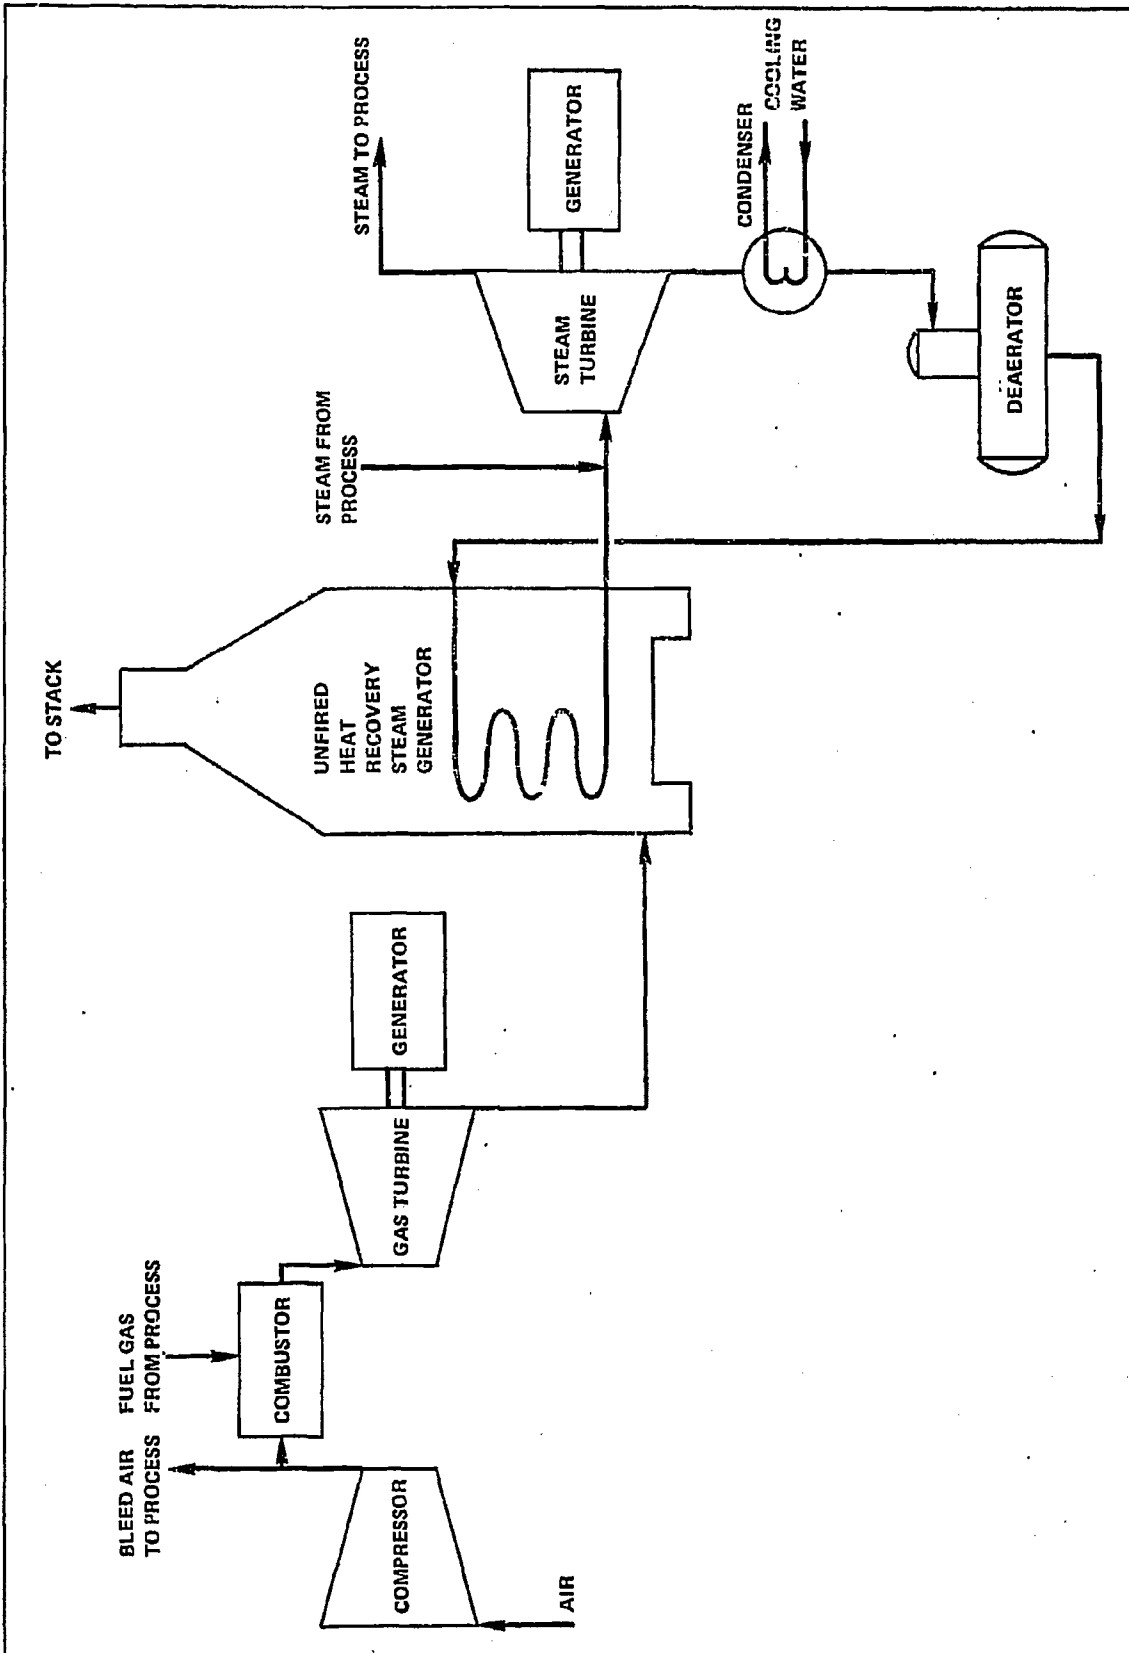 BLEED AIR
TO PROCESS
FUEL GAS
FROM PROCESS
COMBUSTOR
COMPRESSOR
AIR
GAS TURBINE
GENERATOR
TO STACK
UNFIRED
HEAT
RECOVERY
STEAM
GENERATOR
STEAM FROM
PROCESS
STEAM TO PROCESS
STEAM
TURBINE
GENERATOR
CONDENSER
COOLING
WATER
DEAERATOR